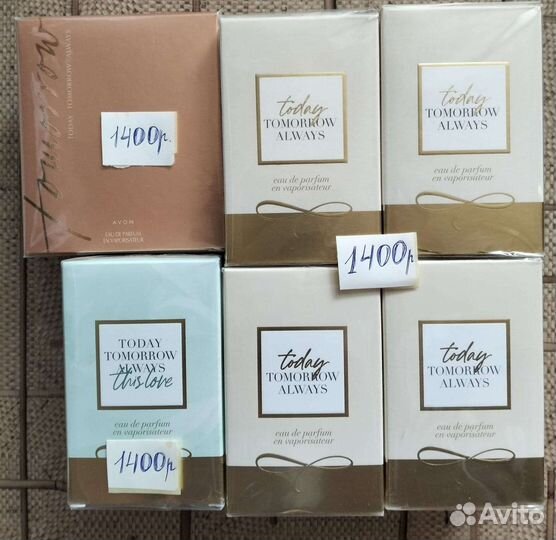 tomorrow
TODAY TOMORROW ALWAYS
1400р.
AVON
EAU DE PARFUM
EN VAPORISATEUR
today
TOMORROW
ALWAYS
eau de parfum
en vaporisateur
today
TOMORROW
ALWAYS
eau de parfum
en vaporisateur
1400р
TODAY
TOMORROW
ALWAYS
this love
eau de parfum
en vaporisateur
1400р
today
TOMORROW
ALWAYS
eau de parfum
en vaporisateur
today
TOMORROW
ALWAYS
eau de parfum
en vaporisateur
Avito